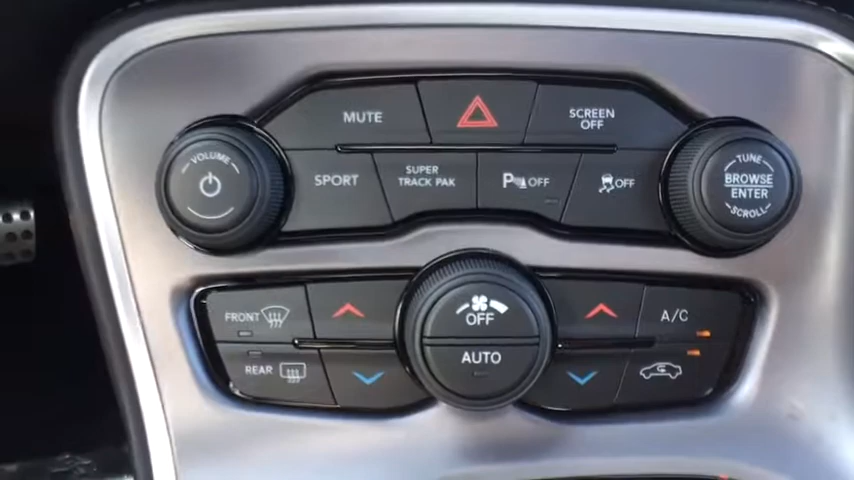 MUTE
SCREEN
OFF
VOLUME
SPORT
SUPER
TRACK PAK
P OFF
OFF
TUNE
BROWSE
ENTER
SCROLL
FRONT
OFF
A/C
REAR
AUTO